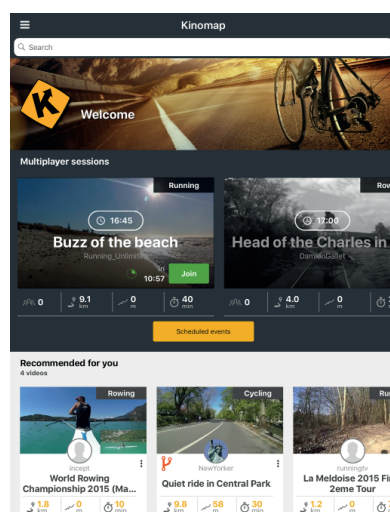 Kinomap
Search
Welcome
Multiplayer sessions
Running
Row
16:45
17:00
Buzz of the beach
Head of the Charles in
Running_Unlimited
DamienGallet
in
10:57
Join
0
9.1
km
0
m
40
min
0
4.0
km
0
m
Scheduled events
Recommended for you
4 videos
Rowing
Cycling
Run
incept
NewYorker
runningtv
World Rowing
Championship 2015 (Ma...
Quiet ride in Central Park
La Meldoise 2015 Fi
2eme Tour
1.8
km
0
m
10
min
9.8
km
58
m
30
min
1.2
km
0
m